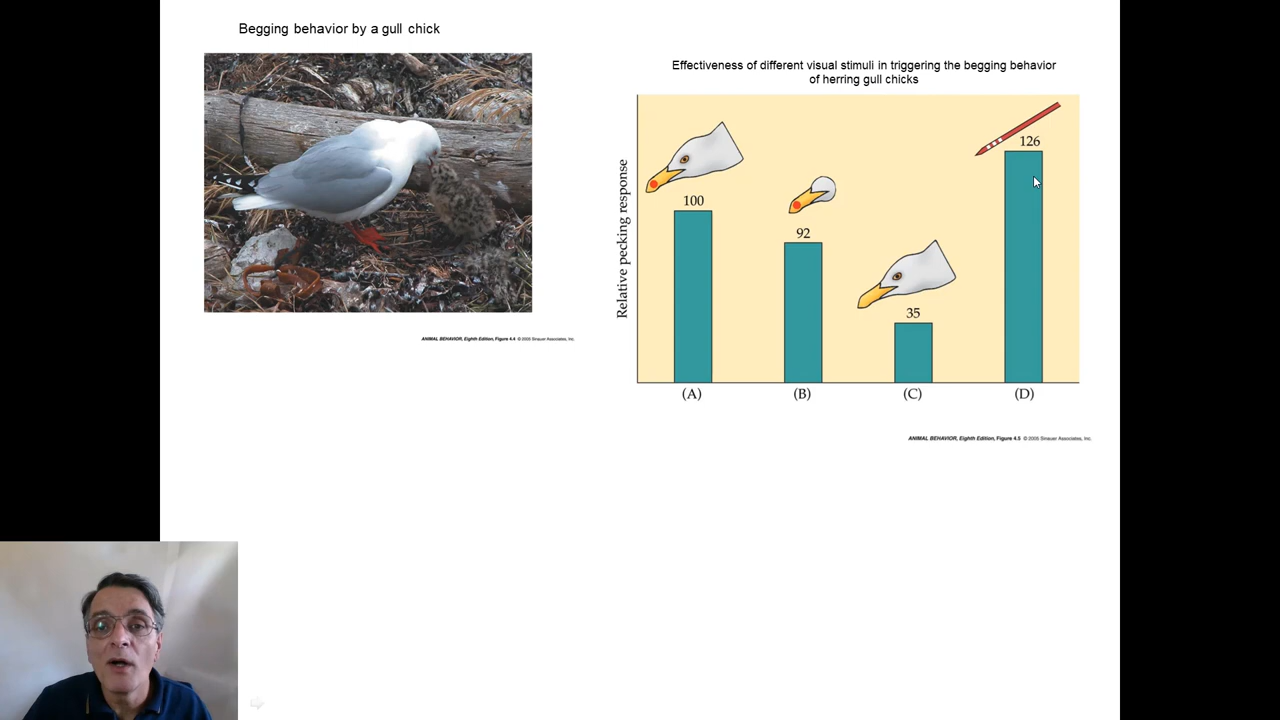 Begging behavior by a gull chick
ANIMAL BEHAVIOR, Eighth Edition, Figure 4.4 © 2005 Sinauer Associates, Inc.
Effectiveness of different visual stimuli in triggering the begging behavior
of herring gull chicks
Relative pecking response
100
92
35
126
(A)
(B)
(C)
(D)
ANIMAL BEHAVIOR, Eighth Edition, Figure 4.5 © 2005 Sinauer Associates, Inc.